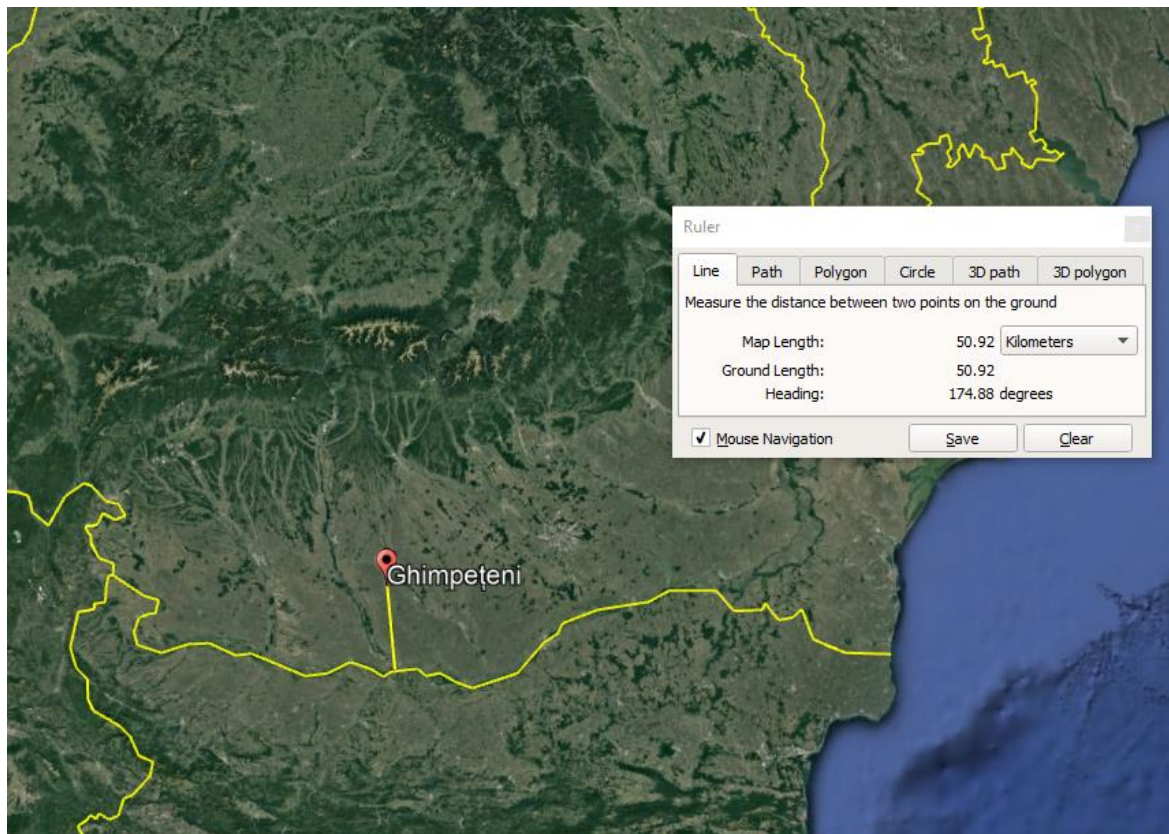 Ruler
Line Path Polygon Circle 3D path 3D polygon
Measure the distance between two points on the ground
Map Length: 50.92 Kilometers
Ground Length: 50.92
Heading: 174.88 degrees
Mouse Navigation Save Clear
Ghimpețeni